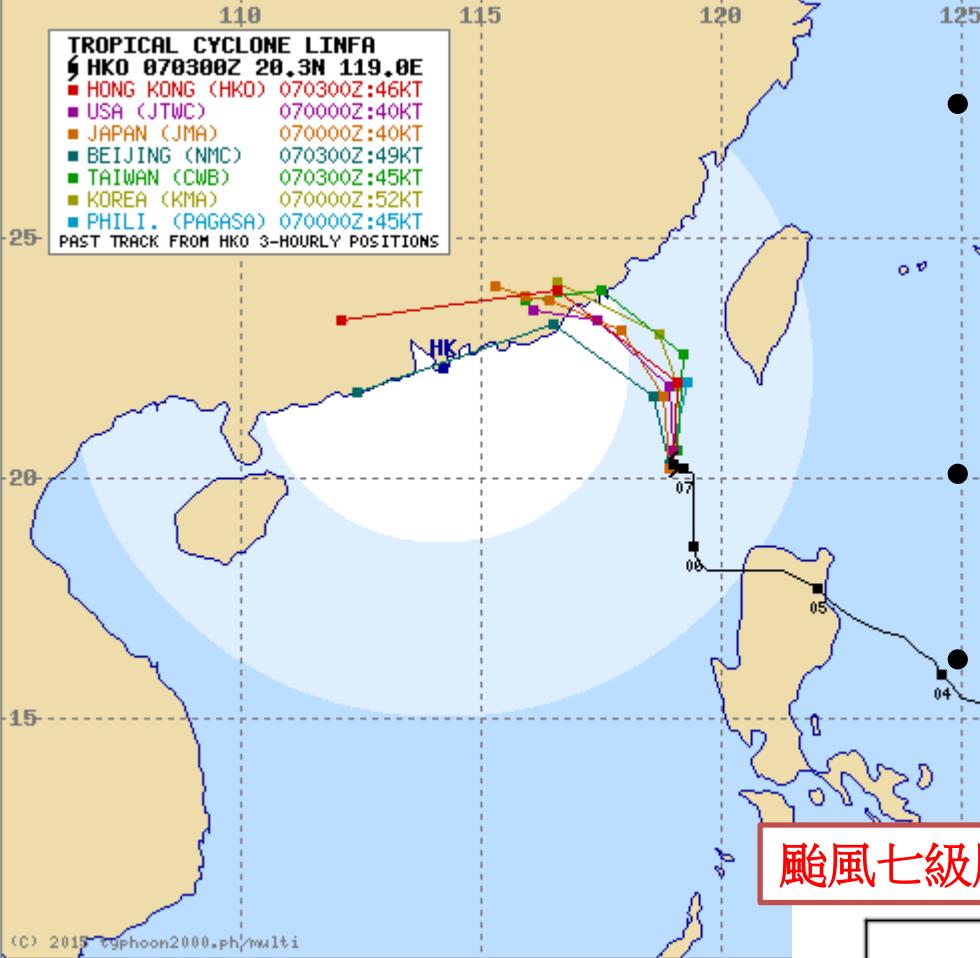 110 115 120 125
TROPICAL CYCLONE LINFA
HKO 070300Z 20.3N 119.0E
HONG KONG (HKO) 070300Z:46KT
USA (JTWC) 070000Z:40KT
JAPAN (JMA) 070000Z:40KT
BEIJING (NMC) 070300Z:49KT
TAIWAN (CWB) 070300Z:45KT
KOREA (KMA) 070000Z:52KT
PHILI. (PAGASA) 070000Z:45KT
PAST TRACK FROM HKO 3-HOURLY POSITIONS
25
HK
20
07
06
05
04
15
颱風七級
(C) 2015 typhoon2000.ph/multi